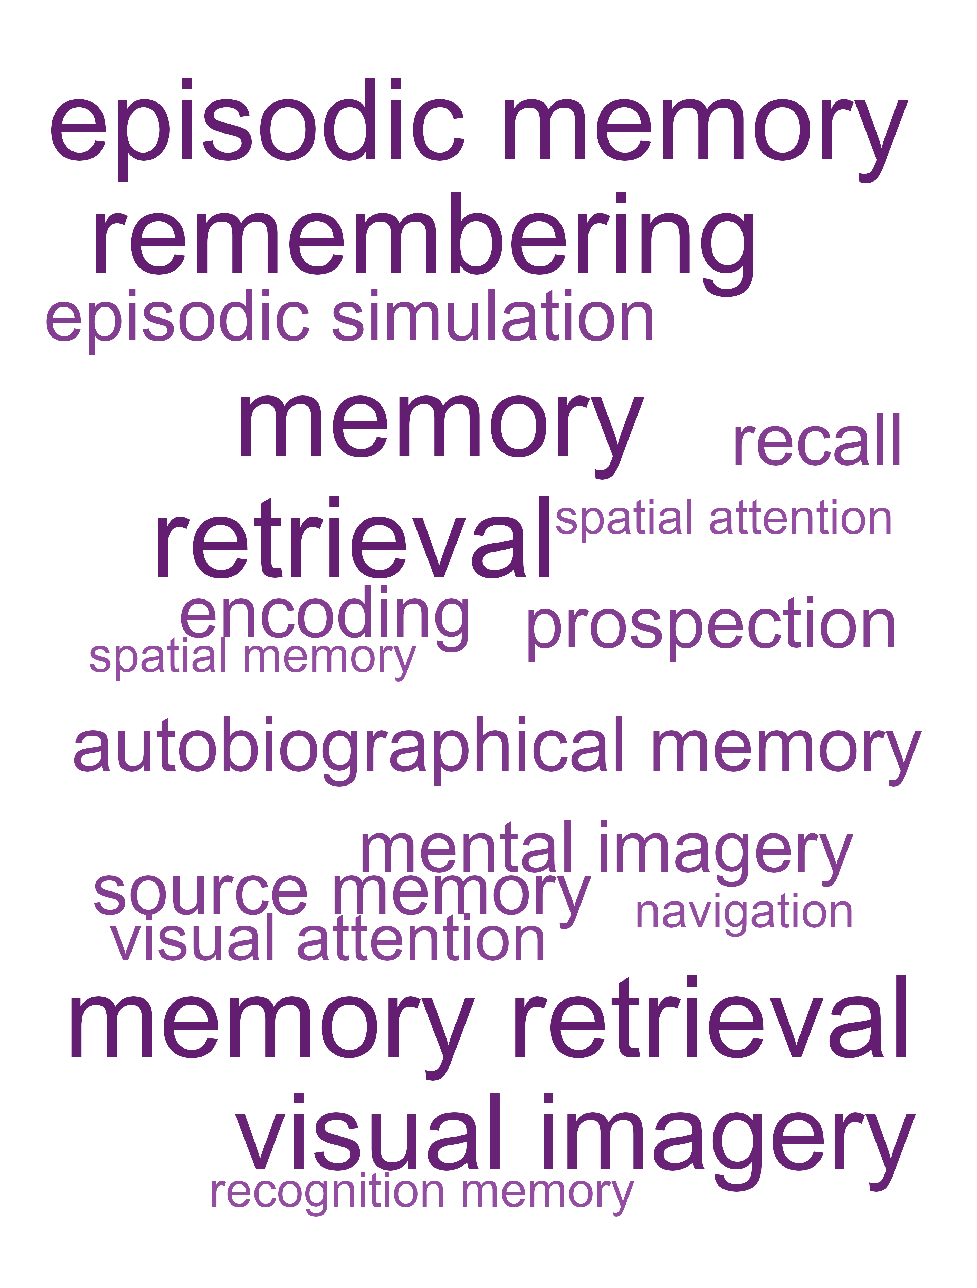 episodic memory
remembering
episodic simulation
memory
recall
retrieval
spatial attention
encoding
prospection
spatial memory
autobiographical memory
mental imagery
source memory
navigation
visual attention
memory retrieval
visual imagery
recognition memory